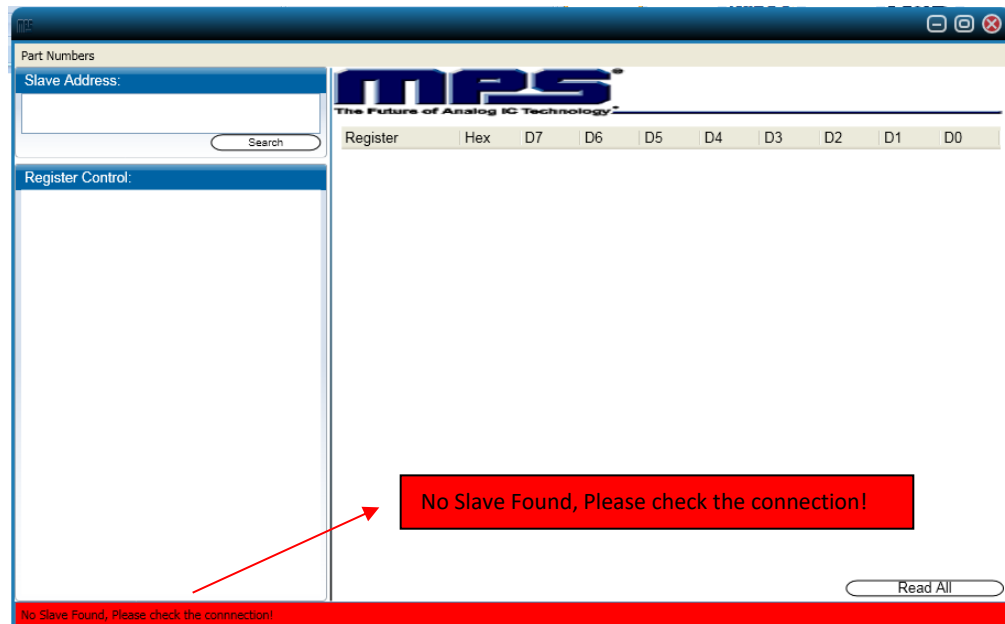 mps
Part Numbers
Slave Address:
Search
Register Control:
mps
The Future of Analog IC Technology
Register Hex D7 D6 D5 D4 D3 D2 D1 D0
No Slave Found, Please check the connection!
Read All
No Slave Found, Please check the connnection!